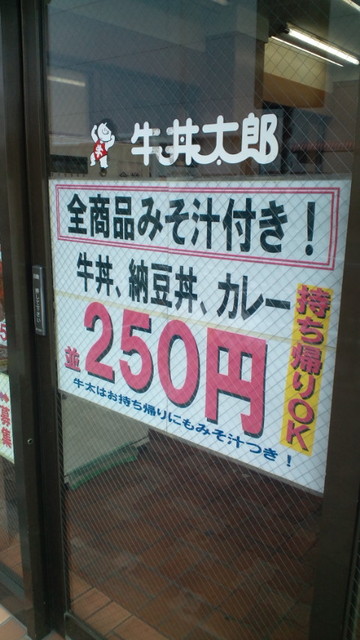 牛丼太郎
全商品みそ汁付き!
牛丼、納豆丼、カレー
並250円
持ち帰りOK
牛太はお持ち帰りにもみそ汁つき!
募集